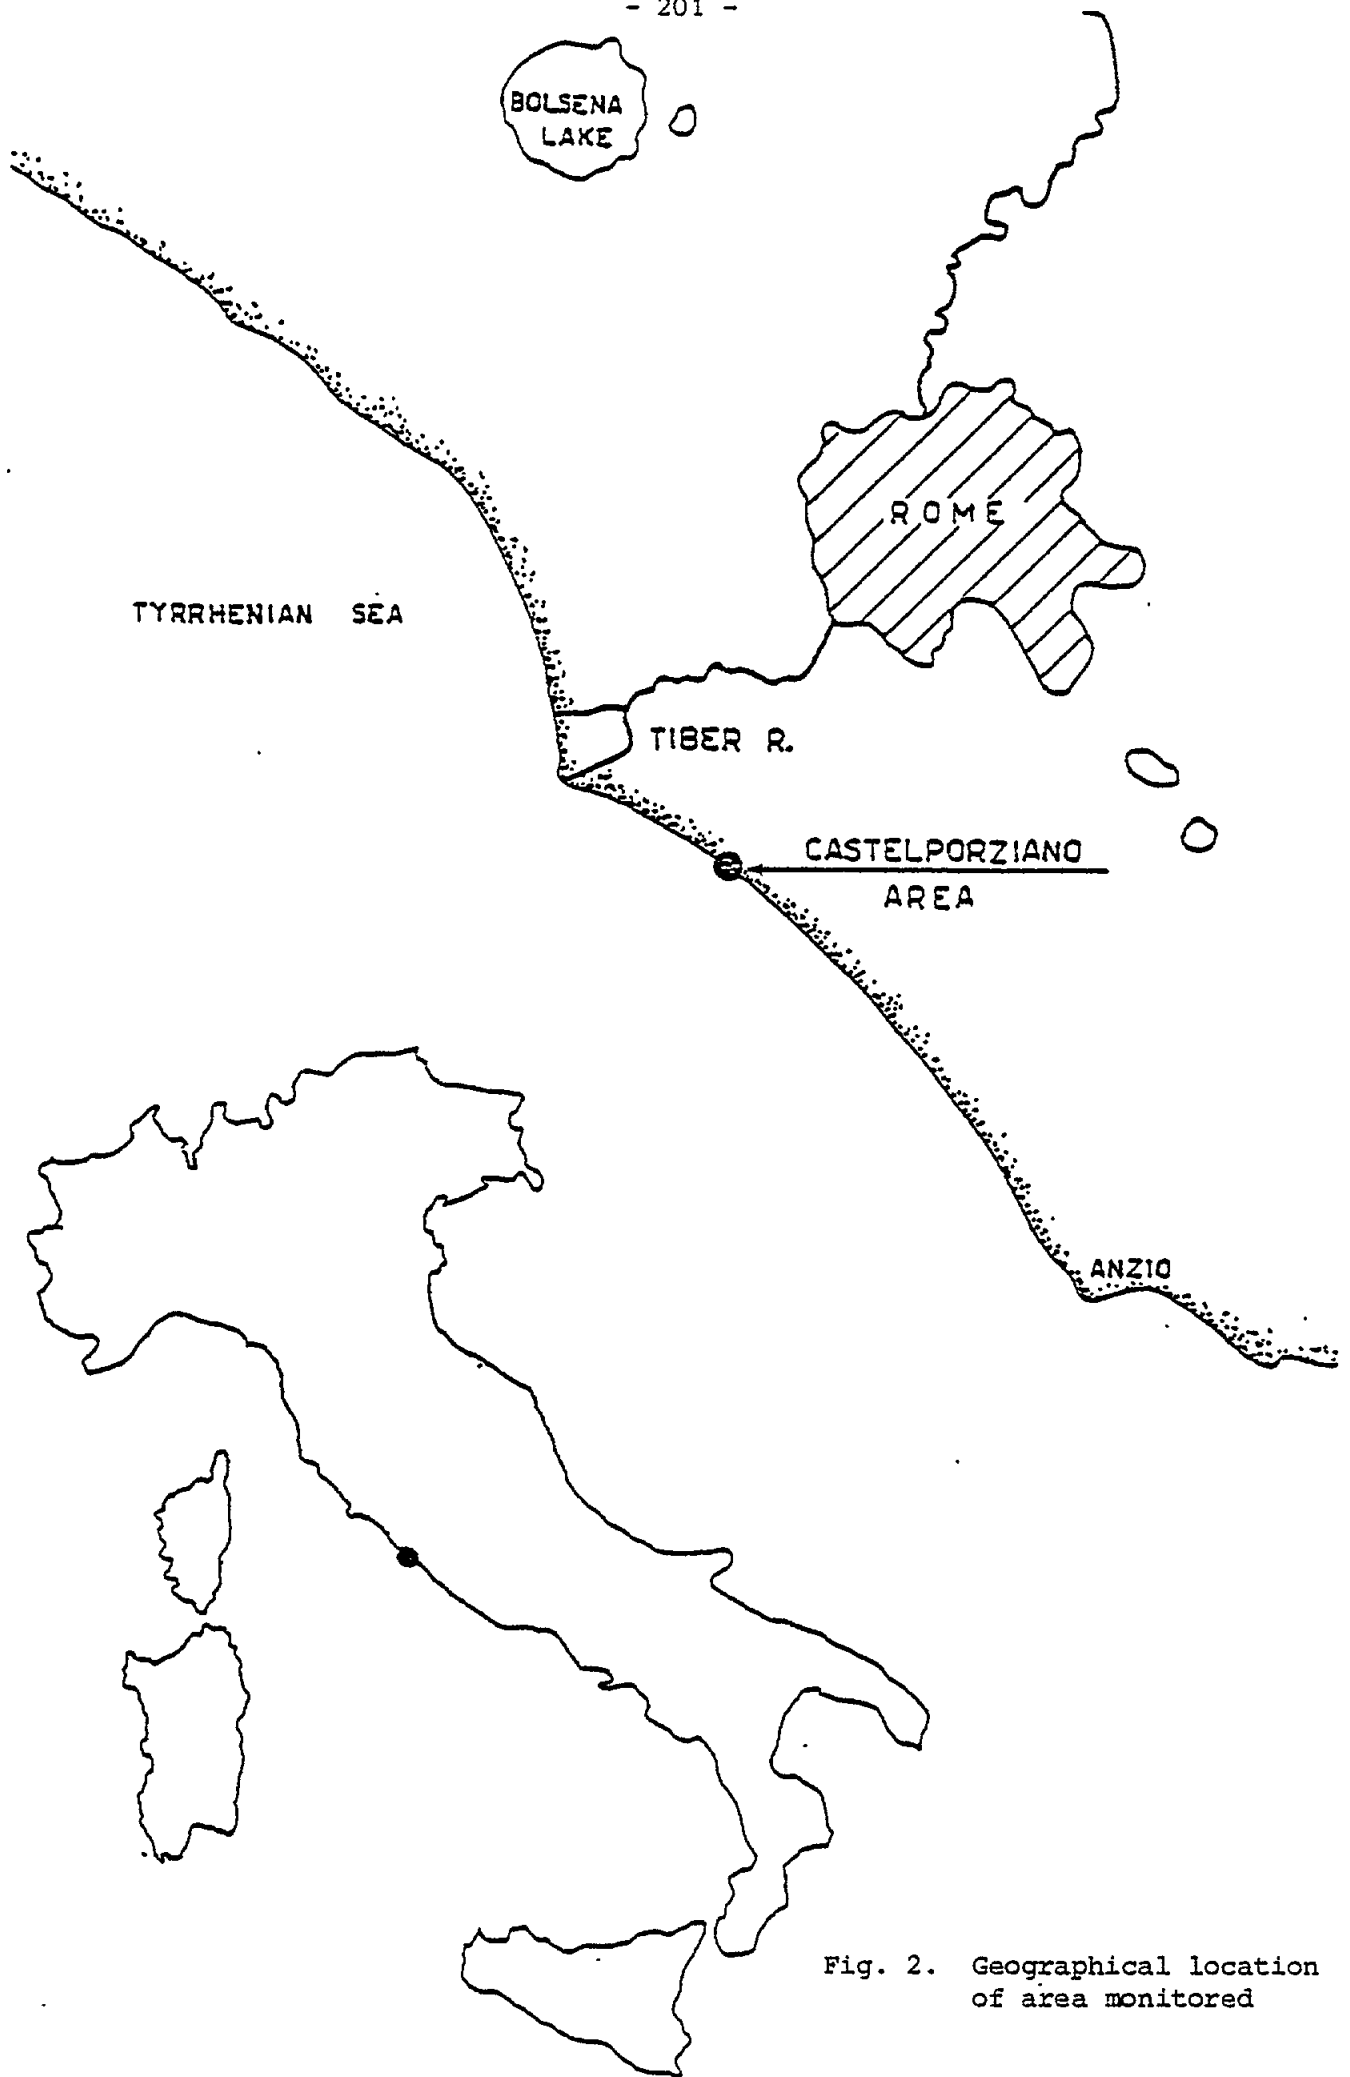 - 201 -
BOLSENA
LAKE
ROME
TYRRHENIAN SEA
TIBER R.
CASTELPORZIANO
AREA
ANZIO
Fig. 2. Geographical location
of area monitored